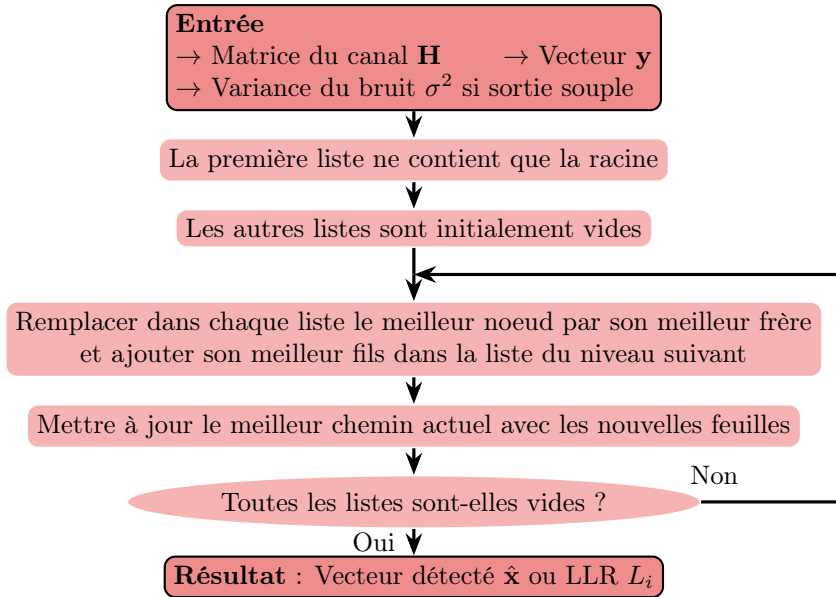 Entrée
→ Matrice du canal H → Vecteur y
→ Variance du bruit σ² si sortie souple
La première liste ne contient que la racine
Les autres listes sont initialement vides
Remplacer dans chaque liste le meilleur noeud par son meilleur frère
et ajouter son meilleur fils dans la liste du niveau suivant
Mettre à jour le meilleur chemin actuel avec les nouvelles feuilles
Non
Toutes les listes sont-elles vides ?
Oui
Résultat : Vecteur détecté x̂ ou LLR Lᵢ